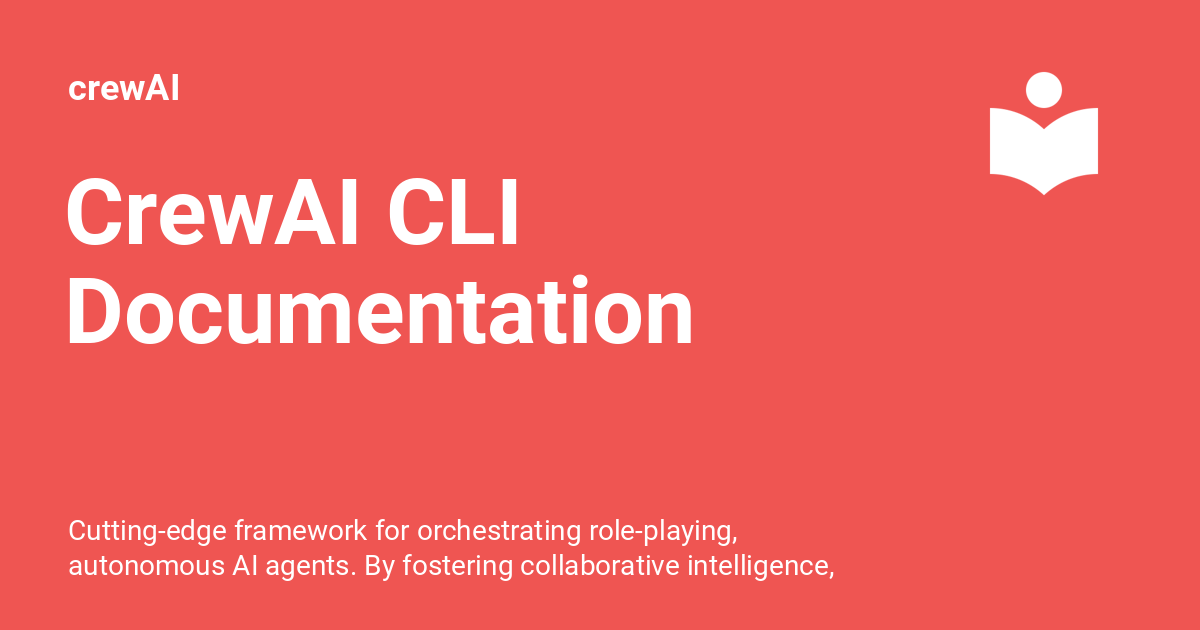 crewAI
CrewAI CLI
Documentation
Cutting-edge framework for orchestrating role-playing,
autonomous AI agents. By fostering collaborative intelligence,